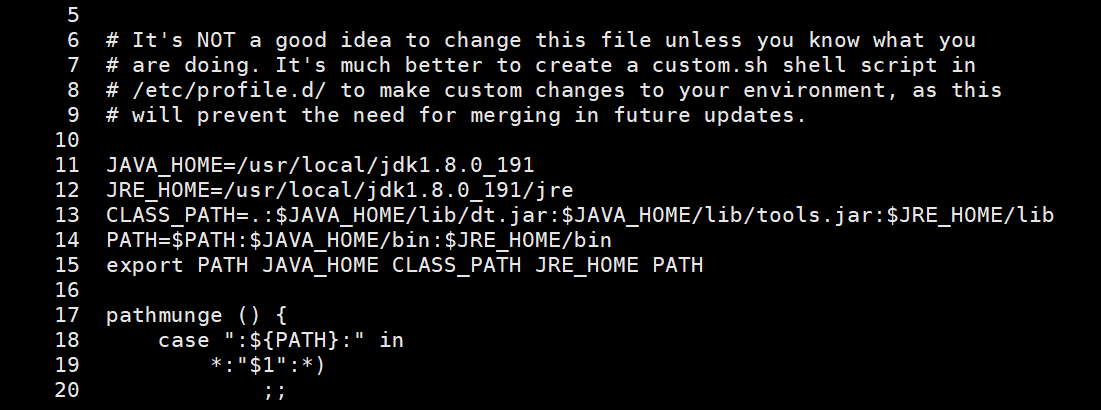 5
6 # It's NOT a good idea to change this file unless you know what you
7 # are doing. It's much better to create a custom.sh shell script in
8 # /etc/profile.d/ to make custom changes to your environment, as this
9 # will prevent the need for merging in future updates.
10
11 JAVA_HOME=/usr/local/jdk1.8.0_191
12 JRE_HOME=/usr/local/jdk1.8.0_191/jre
13 CLASS_PATH=.:$JAVA_HOME/lib/dt.jar:$JAVA_HOME/lib/tools.jar:$JRE_HOME/lib
14 PATH=$PATH:$JAVA_HOME/bin:$JRE_HOME/bin
15 export PATH JAVA_HOME CLASS_PATH JRE_HOME PATH
16
17 pathmunge () {
18     case ":${PATH}:" in
19         *:"$1":*)
20             ;;